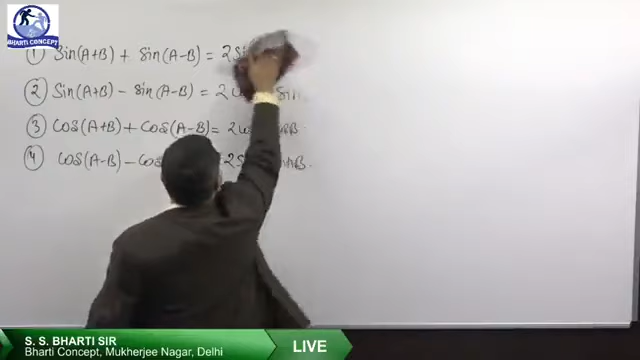 BHARTI CONCEPT
① Sin(A+B) + Sin(A-B) = 2
② Sin(A+B) - Sin(A-B) = 2 Sin
③ Cos(A+B) + Cos(A-B) = 2
④ Cos(A-B) -
S. S. BHARTI SIR
Bharti Concept, Mukherjee Nagar, Delhi
LIVE